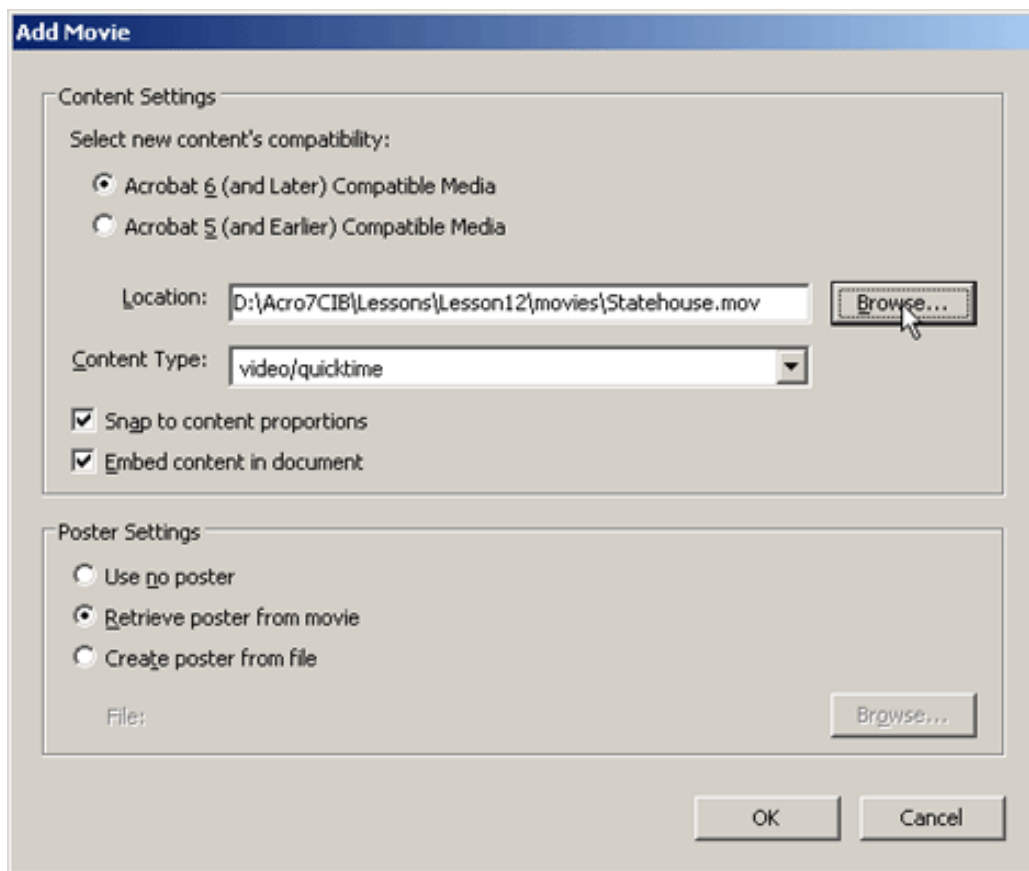 Add Movie
Content Settings
Select new content's compatibility:
Acrobat 6 (and Later) Compatible Media
Acrobat 5 (and Earlier) Compatible Media
Location: D:\Acro7CIB\Lessons\Lesson12\movies\Statehouse.mov Browse...
Content Type: video/quicktime
Snap to content proportions
Embed content in document
Poster Settings
Use no poster
Retrieve poster from movie
Create poster from file
File: Browse...
OK Cancel